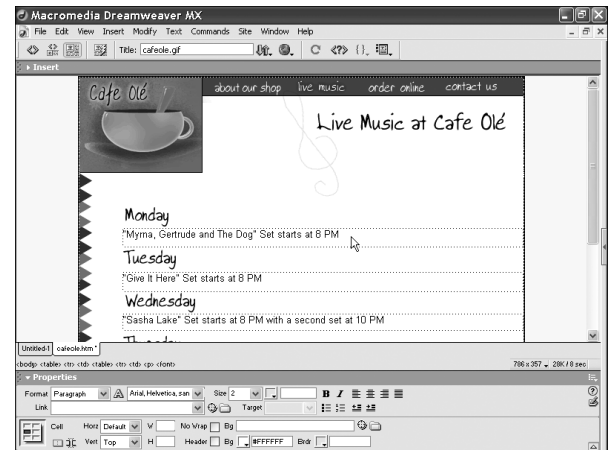 Macromedia Dreamweaver MX
File Edit View Insert Modify Text Commands Site Window Help
Title: cafeole.gif
Insert
Cafe Olé
about our shop live music order online contact us
Live Music at Cafe Olé
Monday
"Myrna, Gertrude and The Dog" Set starts at 8 PM
Tuesday
"Give It Here" Set starts at 8 PM
Wednesday
"Sasha Lake" Set starts at 8 PM with a second set at 10 PM
Untitled-1 cafeole.htm*
<body> <table> <tr> <td> <table> <tr> <td> <p> <font>
786 x 357 28K / 8 sec
Properties
Format Paragraph Arial, Helvetica, san Size 2 B I
Link Target
Cell Horz Default W No Wrap Bg
Vert Top H Header Bg #FFFFFF Brdr